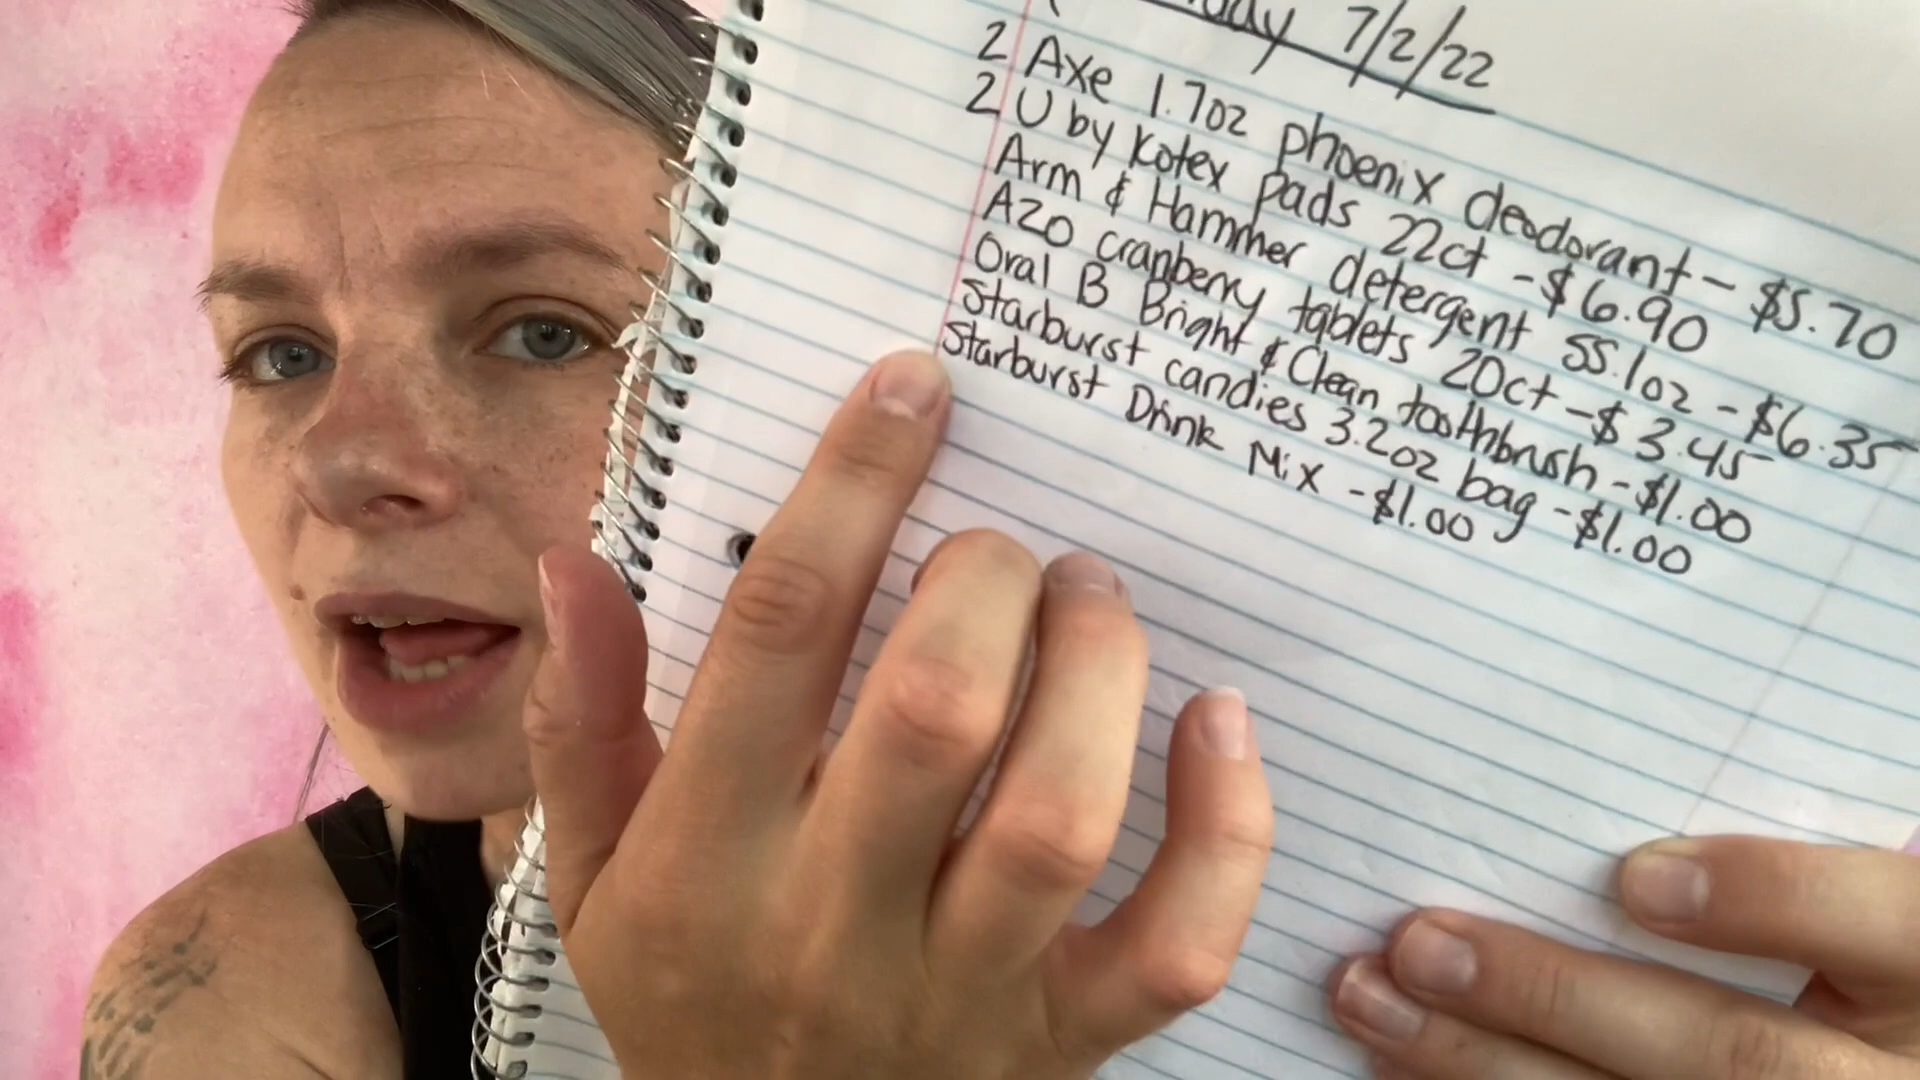 7/2/22
2 Axe 1.7oz phoenix deodorant - $5.70
2 U by Kotex pads 22ct - $6.90
Arm & Hammer detergent 55.1oz - $6.35
AZO cranberry tablets 20ct - $3.45
Oral B Bright & Clean toothbrush - $1.00
Starburst candies 3.2oz bag - $1.00
Starburst Drink Mix - $1.00